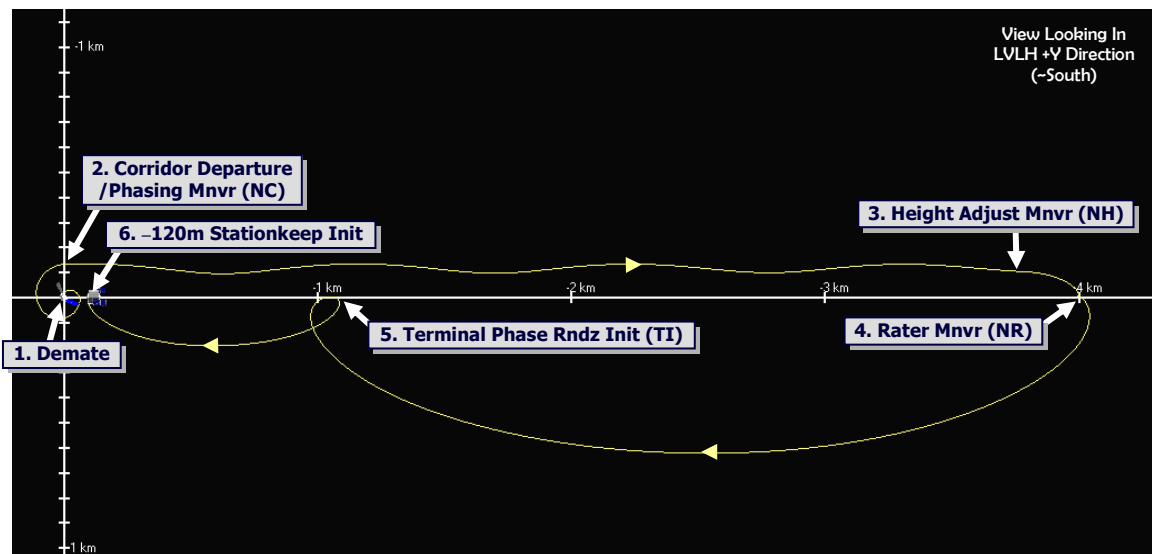 -1 km
View Looking In
LVLH +Y Direction
(~South)
2. Corridor Departure
/Phasing Mnvr (NC)
3. Height Adjust Mnvr (NH)
6. –120m Stationkeep Init
-1 km
-2 km
-3 km
-4 km
1. Demate
5. Terminal Phase Rndz Init (TI)
4. Rater Mnvr (NR)
1 km